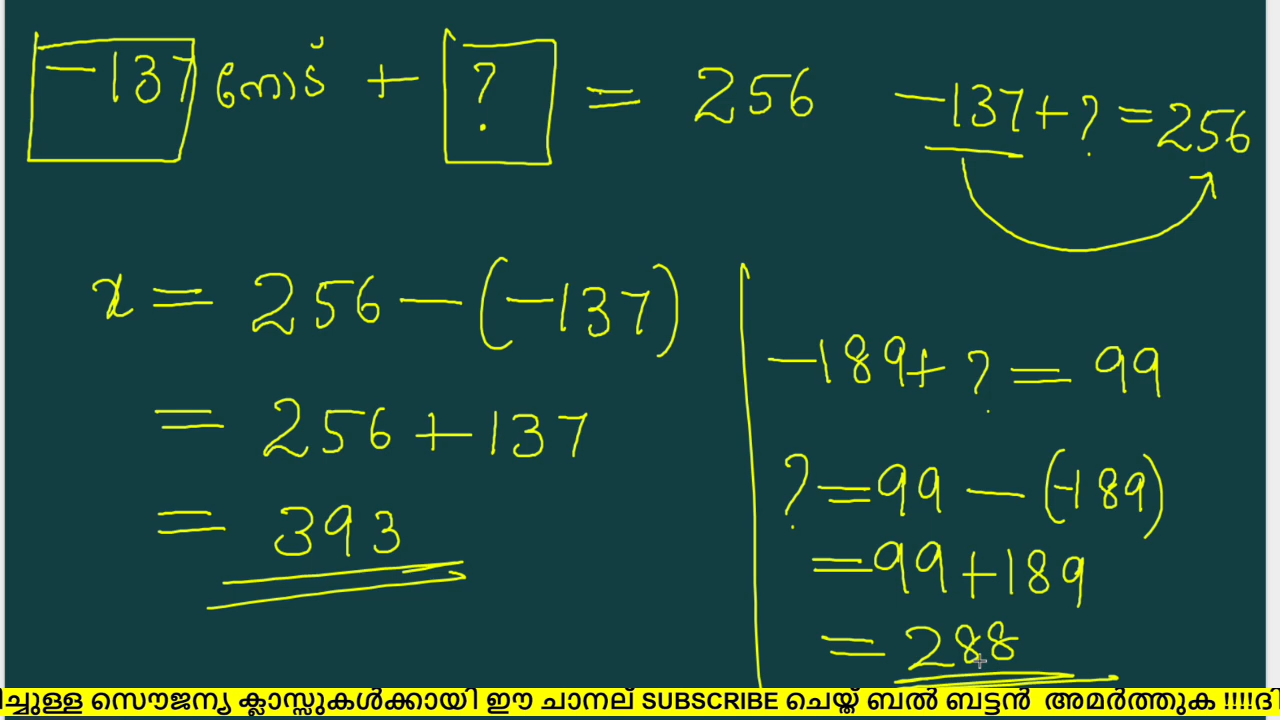 -137 നോട് + ? = 256
-137 + ? = 256
x = 256 - (-137)
= 256 + 137
= 393
-189 + ? = 99
? = 99 - (-189)
= 99 + 189
= 288
ിച്ചുള്ള സൌജന്യ ക്ലാസ്സുകൾക്കായി ഈ ചാനല് SUBSCRIBE ചെയ്ത് ബൽ ബട്ടൻ അമർത്തുക !!!!ദി